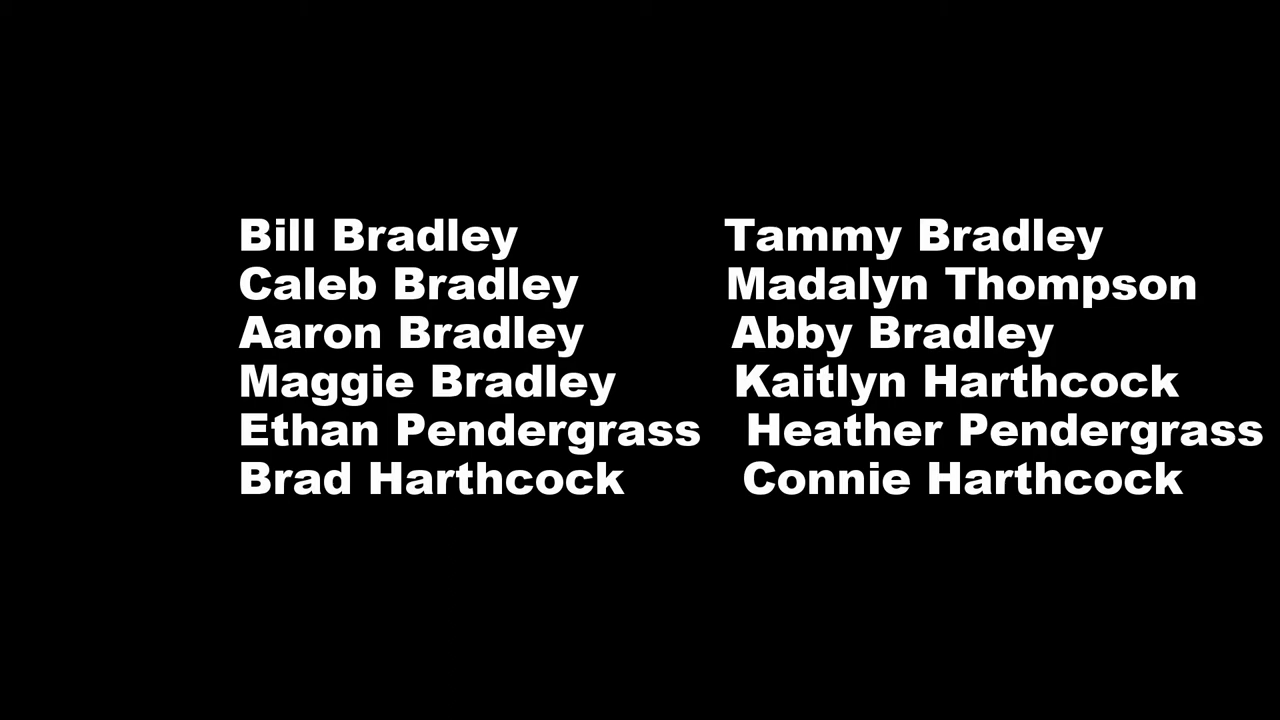 Bill Bradley Tammy Bradley
Caleb Bradley Madalyn Thompson
Aaron Bradley Abby Bradley
Maggie Bradley Kaitlyn Harthcock
Ethan Pendergrass Heather Pendergrass
Brad Harthcock Connie Harthcock